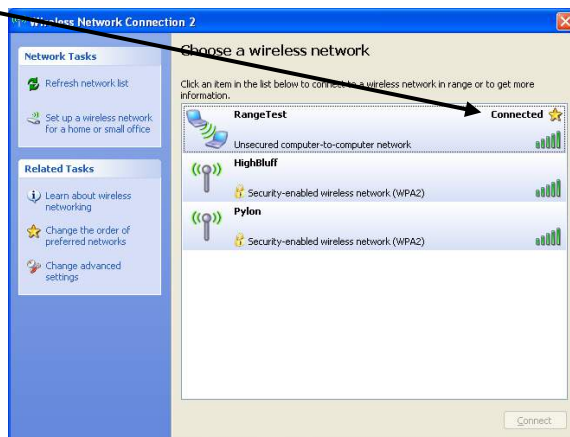 Wireless Network Connection 2
Network Tasks
Refresh network list
Set up a wireless network
for a home or small office
Related Tasks
Learn about wireless
networking
Change the order of
preferred networks
Change advanced
settings
Choose a wireless network
Click an item in the list below to connect to a wireless network in range or to get more
information.
RangeTest
Connected
Unsecured computer-to-computer network
HighBluff
Security-enabled wireless network (WPA2)
Pylon
Security-enabled wireless network (WPA2)
Connect